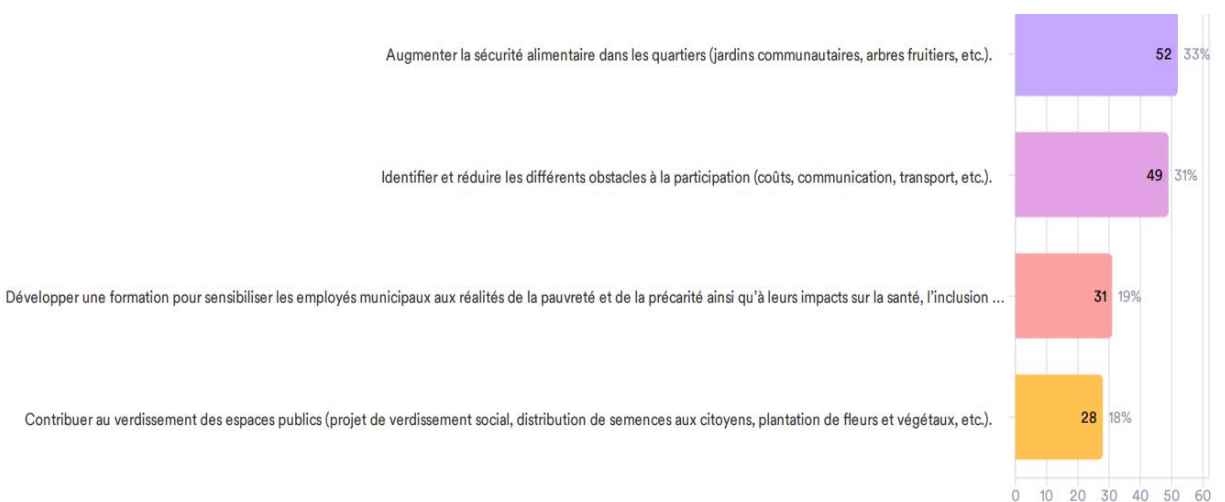 Augmenter la sécurité alimentaire dans les quartiers (jardins communautaires, arbres fruitiers, etc.). 52 33%
Identifier et réduire les différents obstacles à la participation (coûts, communication, transport, etc.). 49 31%
Développer une formation pour sensibiliser les employés municipaux aux réalités de la pauvreté et de la précarité ainsi qu'à leurs impacts sur la santé, l'inclusion ... 31 19%
Contribuer au verdissement des espaces publics (projet de verdissement social, distribution de semences aux citoyens, plantation de fleurs et végétaux, etc.). 28 18%
0 10 20 30 40 50 60